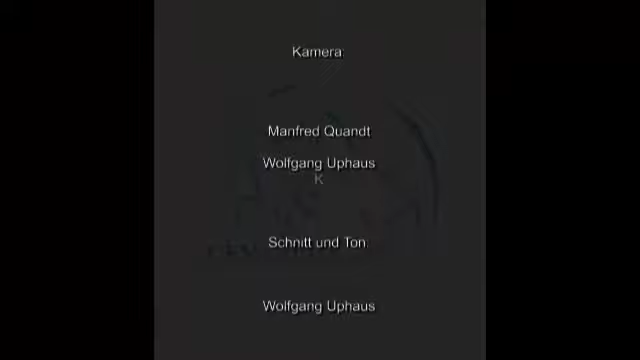 Kamera:
Manfred Quandt
Wolfgang Uphaus
K
Schnitt und Ton:
Wolfgang Uphaus